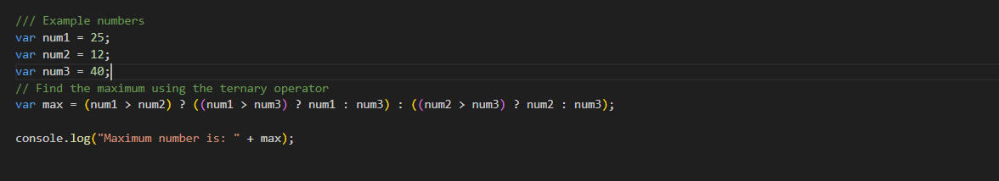 /// Example numbers
var num1 = 25;
var num2 = 12;
var num3 = 40;
// Find the maximum using the ternary operator
var max = (num1 > num2) ? ((num1 > num3) ? num1 : num3) : ((num2 > num3) ? num2 : num3);
console.log("Maximum number is: " + max);